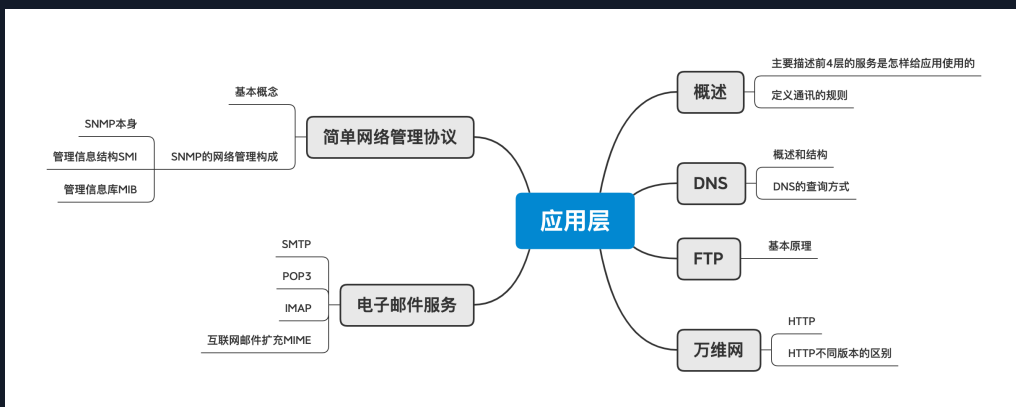 应用层
概述
主要描述前4层的服务是怎样给应用使用的
定义通讯的规则
DNS
概述和结构
DNS的查询方式
FTP
基本原理
万维网
HTTP
HTTP不同版本的区别
简单网络管理协议
基本概念
SNMP的网络管理构成
SNMP本身
管理信息结构SMI
管理信息库MIB
电子邮件服务
SMTP
POP3
IMAP
互联网邮件扩充MIME